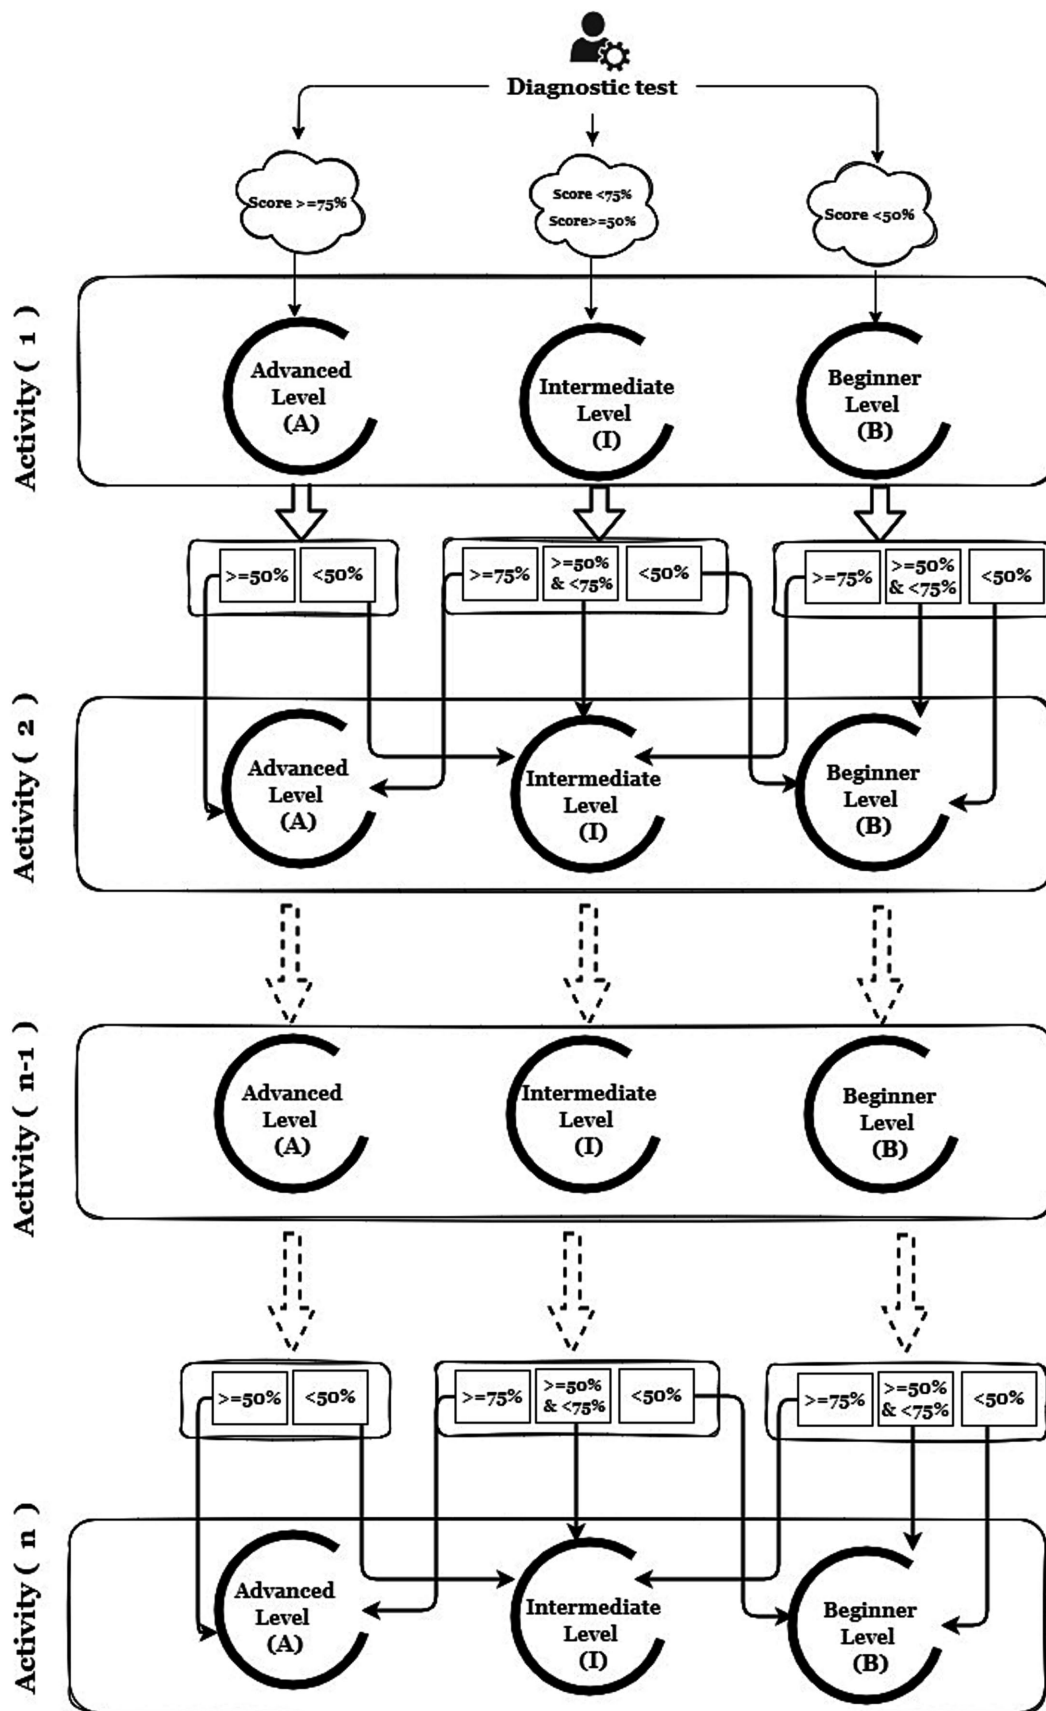 Diagnostic test
Score >=75%
Score <75%
Score>=50%
Score <50%
Activity ( 1 )
Advanced
Level
(A)
Intermediate
Level
(I)
Beginner
Level
(B)
>=50%
<50%
>=75%
>=50%
& <75%
<50%
>=75%
>=50%
& <75%
<50%
Activity ( 2 )
Advanced
Level
(A)
Intermediate
Level
(I)
Beginner
Level
(B)
Activity ( n-1 )
Advanced
Level
(A)
Intermediate
Level
(I)
Beginner
Level
(B)
>=50%
<50%
>=75%
>=50%
& <75%
<50%
>=75%
>=50%
& <75%
<50%
Activity ( n )
Advanced
Level
(A)
Intermediate
Level
(I)
Beginner
Level
(B)